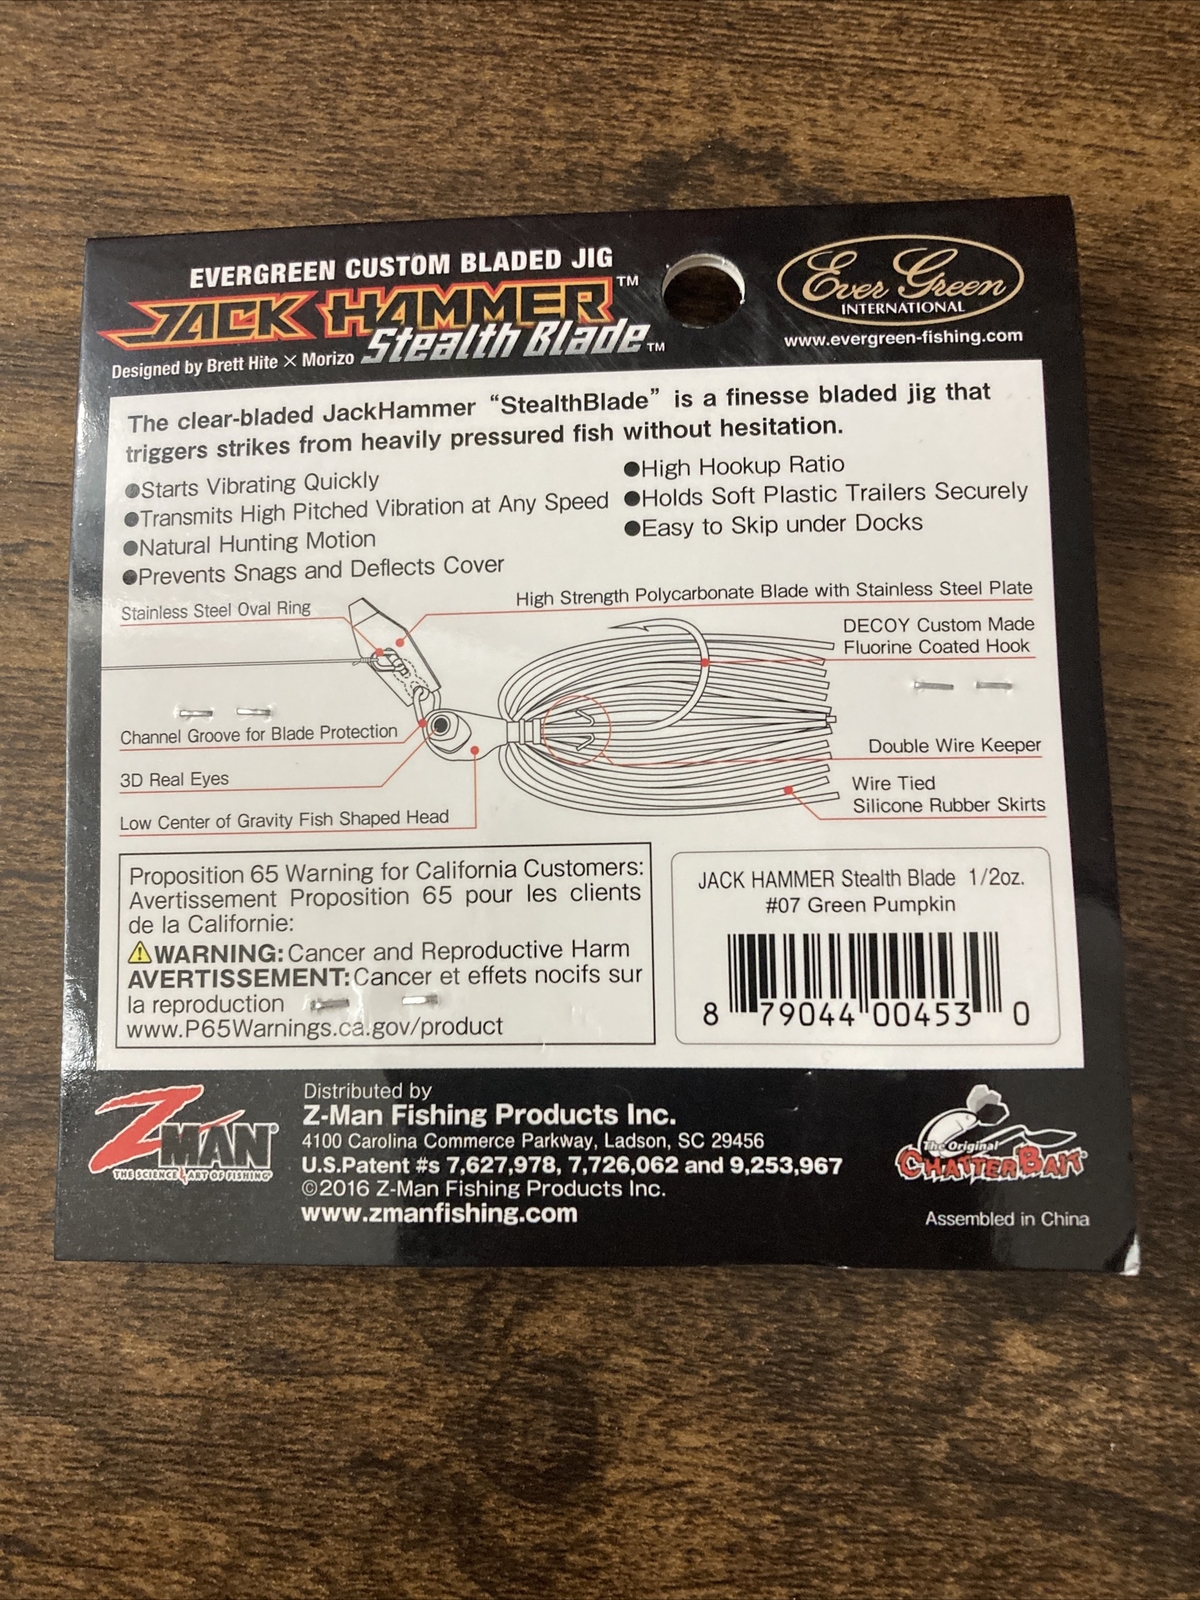 EVERGREEN CUSTOM BLADED JIG
JACK HAMMER™
Stealth Blade™
Designed by Brett Hite × Morizo
Ever Green
INTERNATIONAL
www.evergreen-fishing.com
The clear-bladed JackHammer “StealthBlade” is a finesse bladed jig that
triggers strikes from heavily pressured fish without hesitation.
●Starts Vibrating Quickly
●Transmits High Pitched Vibration at Any Speed
●Natural Hunting Motion
●Prevents Snags and Deflects Cover
●High Hookup Ratio
●Holds Soft Plastic Trailers Securely
●Easy to Skip under Docks
Stainless Steel Oval Ring
High Strength Polycarbonate Blade with Stainless Steel Plate
DECOY Custom Made
Fluorine Coated Hook
Channel Groove for Blade Protection
3D Real Eyes
Low Center of Gravity Fish Shaped Head
Double Wire Keeper
Wire Tied
Silicone Rubber Skirts
Proposition 65 Warning for California Customers:
Avertissement Proposition 65 pour les clients
de la Californie:
⚠WARNING: Cancer and Reproductive Harm
AVERTISSEMENT: Cancer et effets nocifs sur
la reproduction
www.P65Warnings.ca.gov/product
JACK HAMMER Stealth Blade 1/2oz.
#07 Green Pumpkin
8 79044 00453 0
ZMAN®
THE SCIENCE & ART OF FISHING®
Distributed by
Z-Man Fishing Products Inc.
4100 Carolina Commerce Parkway, Ladson, SC 29456
U.S.Patent #s 7,627,978, 7,726,062 and 9,253,967
©2016 Z-Man Fishing Products Inc.
www.zmanfishing.com
The Original
CHATTERBAIT®
Assembled in China